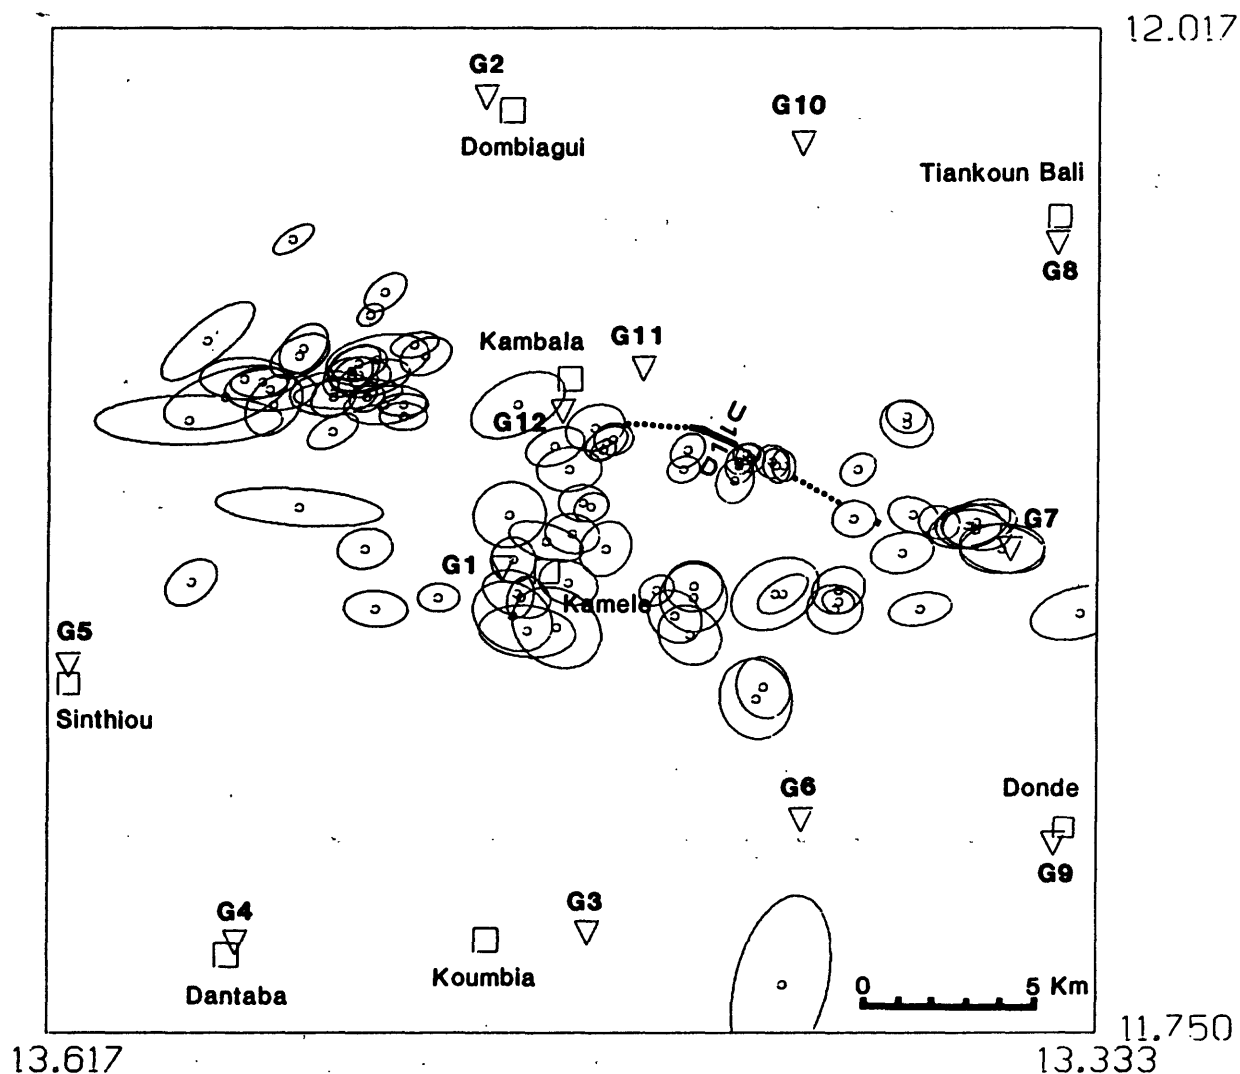 12.017
G2
Dombiagui
G10
Tiankoun Bali
G8
Kambala
G11
G12
U
D
G7
G1
Kamele
G5
Sinthiou
G6
Donde
G9
G4
Dantaba
G3
Koumbia
0 5 Km
11.750
13.617
13.333